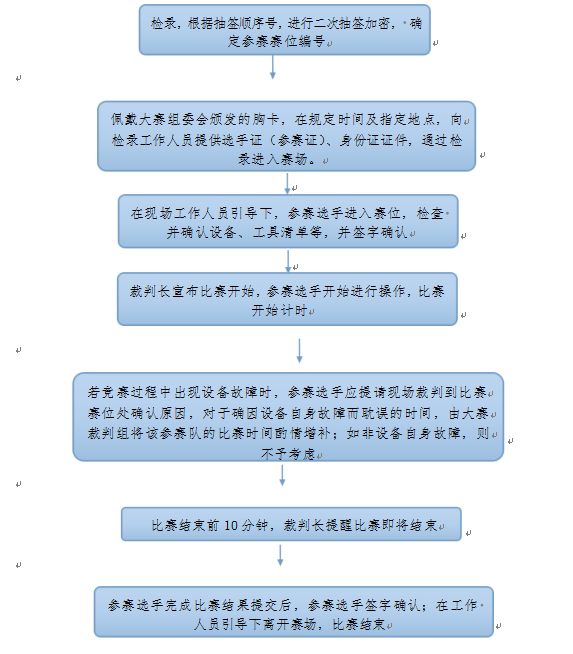 检录，根据抽签顺序号，进行二次抽签加密，确
定参赛赛位编号
佩戴大赛组委会颁发的胸卡，在规定时间及指定地点，向
检录工作人员提供选手证（参赛证）、身份证证件，通过检
录进入赛场。
在现场工作人员引导下，参赛选手进入赛位，检查
并确认设备、工具清单等，并签字确认
裁判长宣布比赛开始，参赛选手开始进行操作，比赛
开始计时
若竞赛过程中出现设备故障时，参赛选手应提请现场裁判到比赛
赛位处确认原因，对于确因设备自身故障而耽误的时间，由大赛
裁判组将该参赛队的比赛时间酌情增补；如非设备自身故障，则
不予考虑
比赛结束前10分钟，裁判长提醒比赛即将结束
参赛选手完成比赛结果提交后，参赛选手签字确认；在工作
人员引导下离开赛场，比赛结束